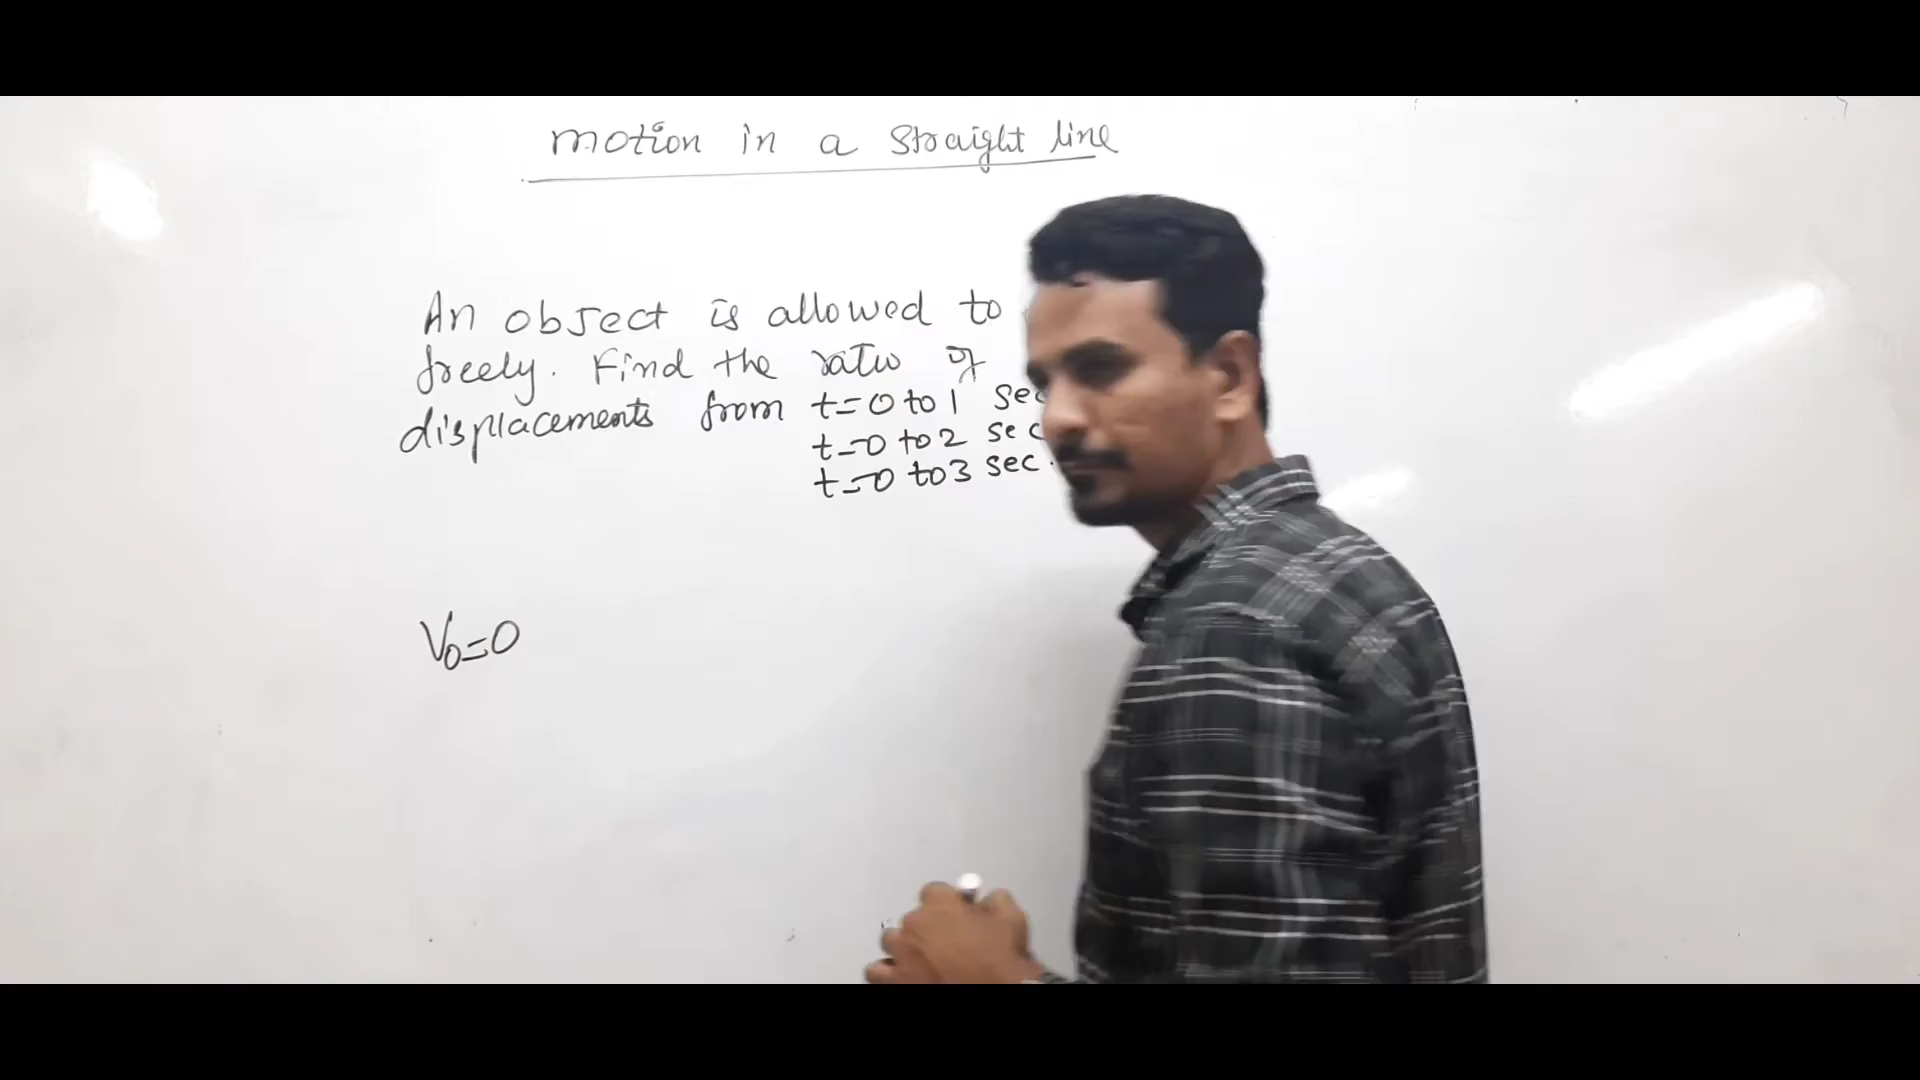 motion in a straight line
An object is allowed to
freely. Find the ratio of
displacements from t=0 to 1 sec
t=0 to 2 sec
t=0 to 3 sec.
V₀=0